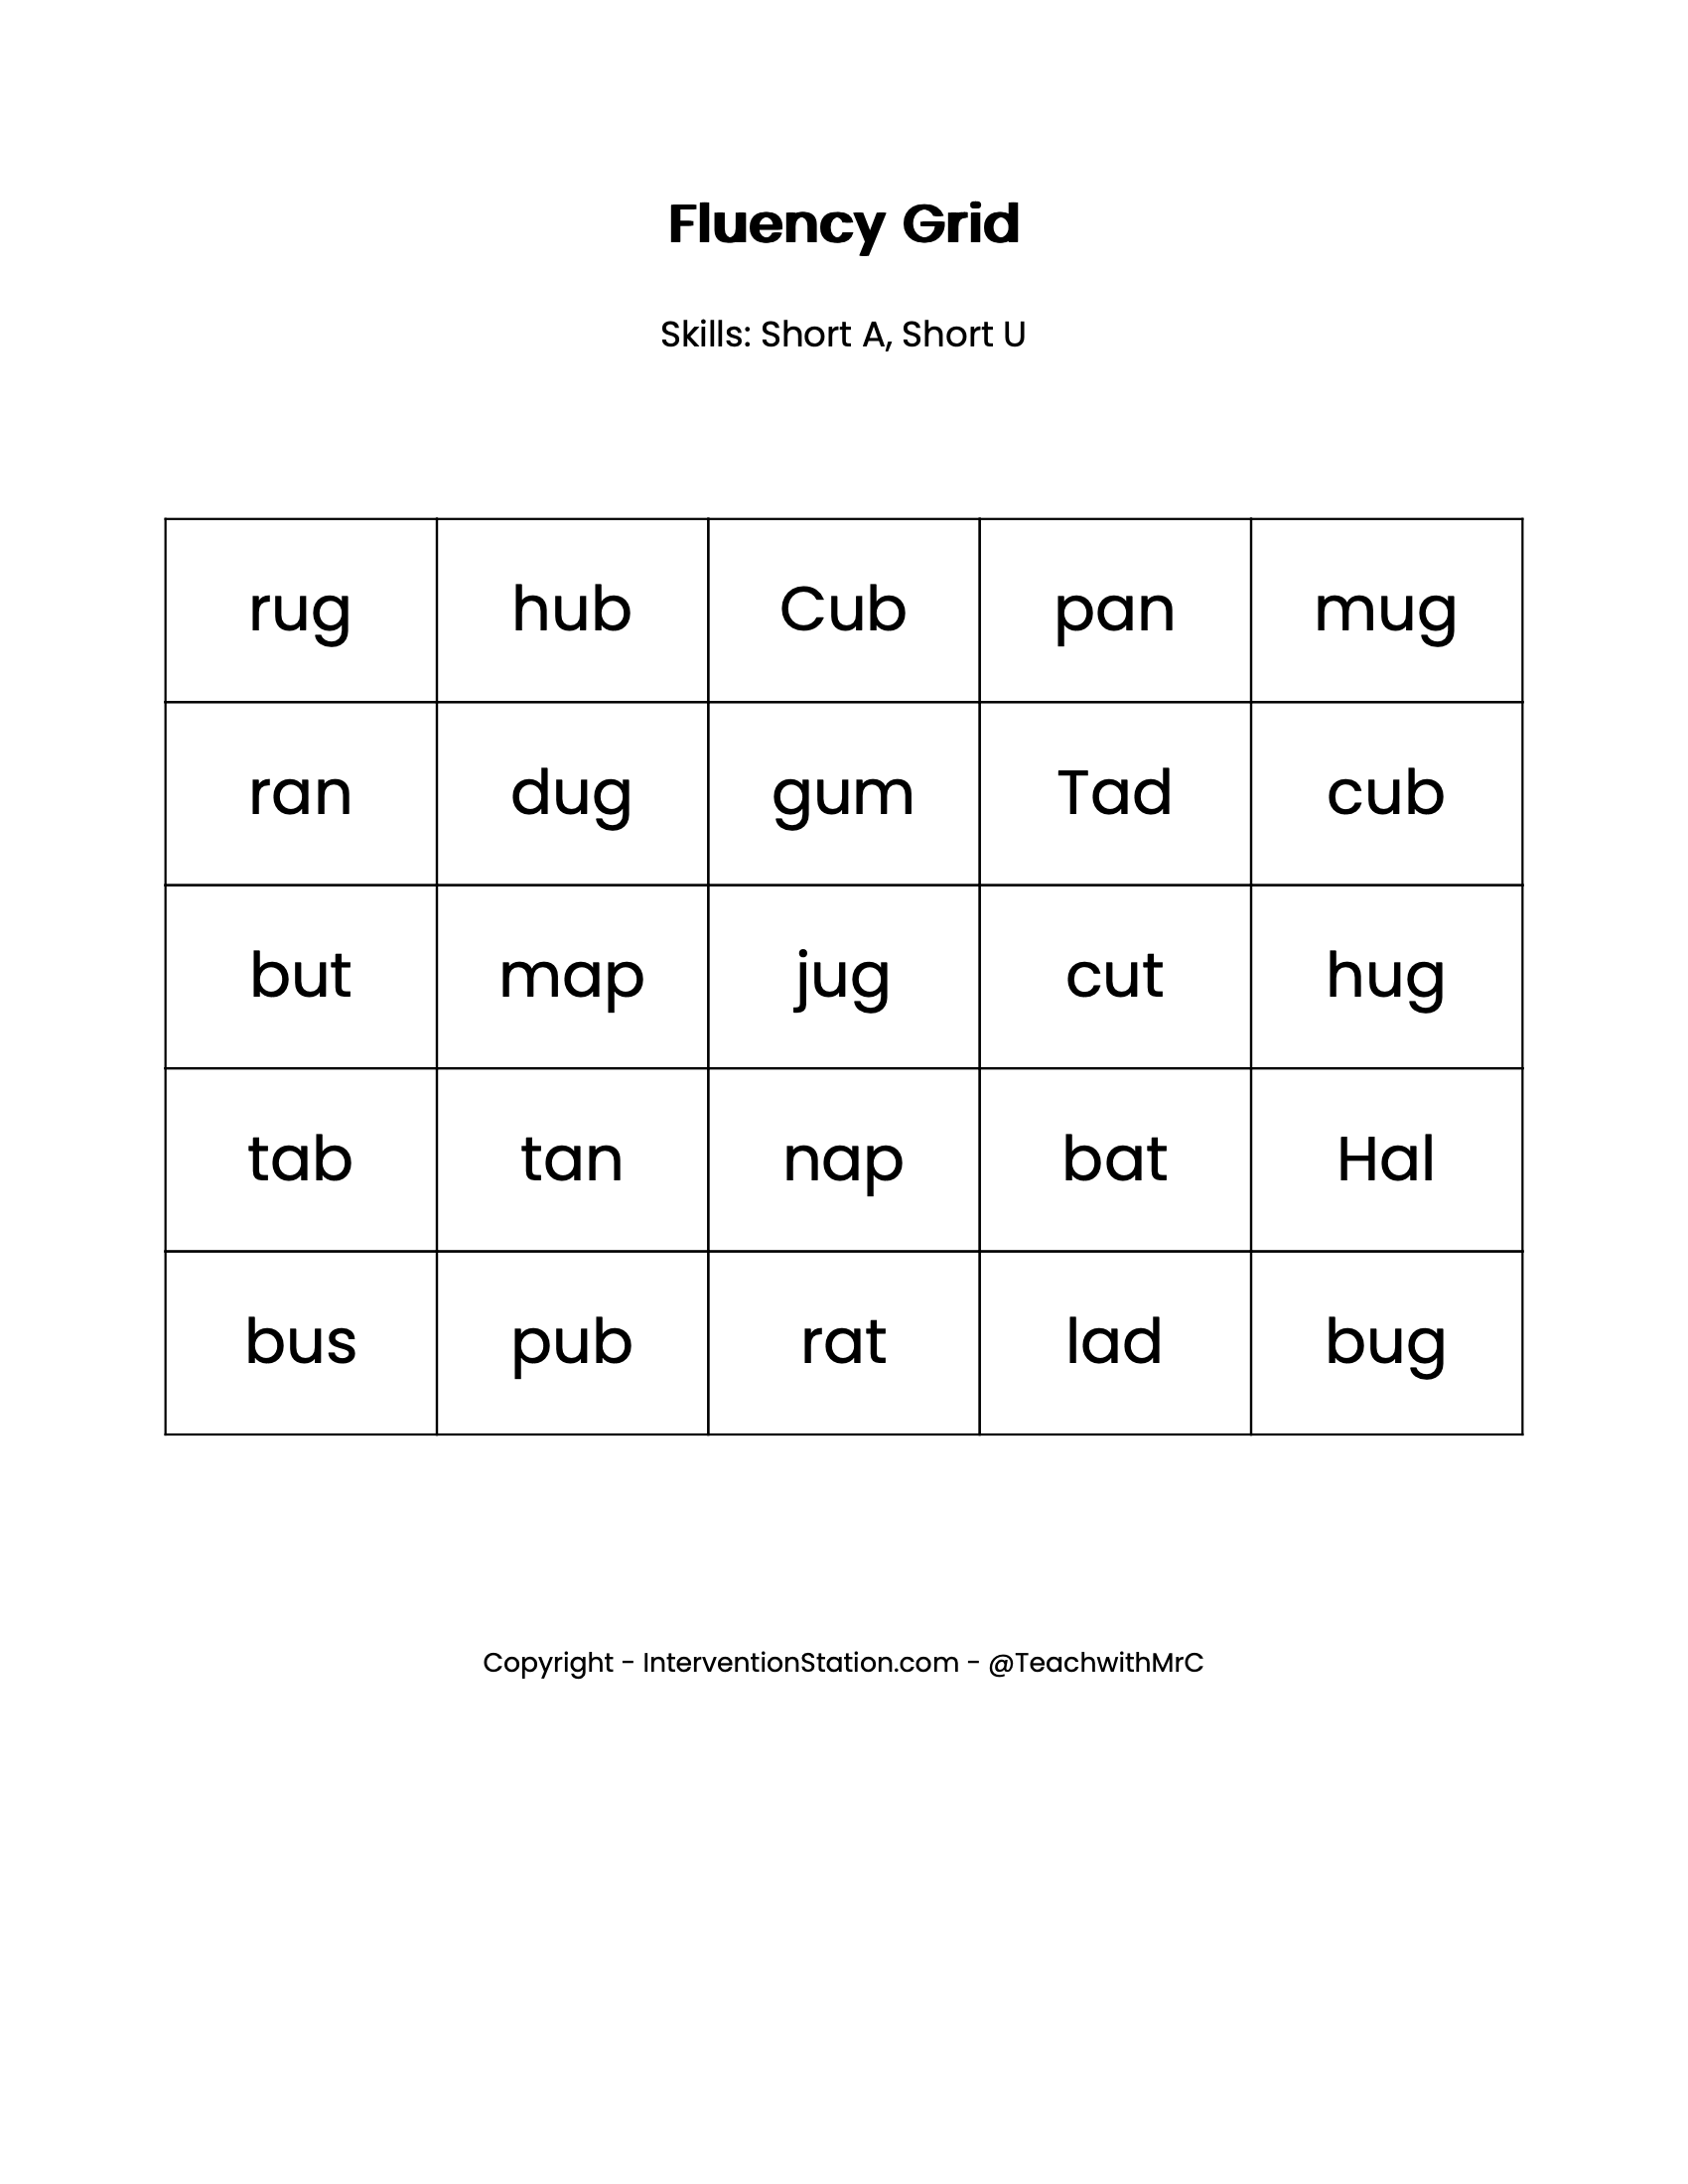 Fluency Grid
Skills: Short A, Short U
rug hub Cub pan mug
ran dug gum Tad cub
but map jug cut hug
tab tan nap bat Hal
bus pub rat lad bug
Copyright - InterventionStation.com - @TeachwithMrC